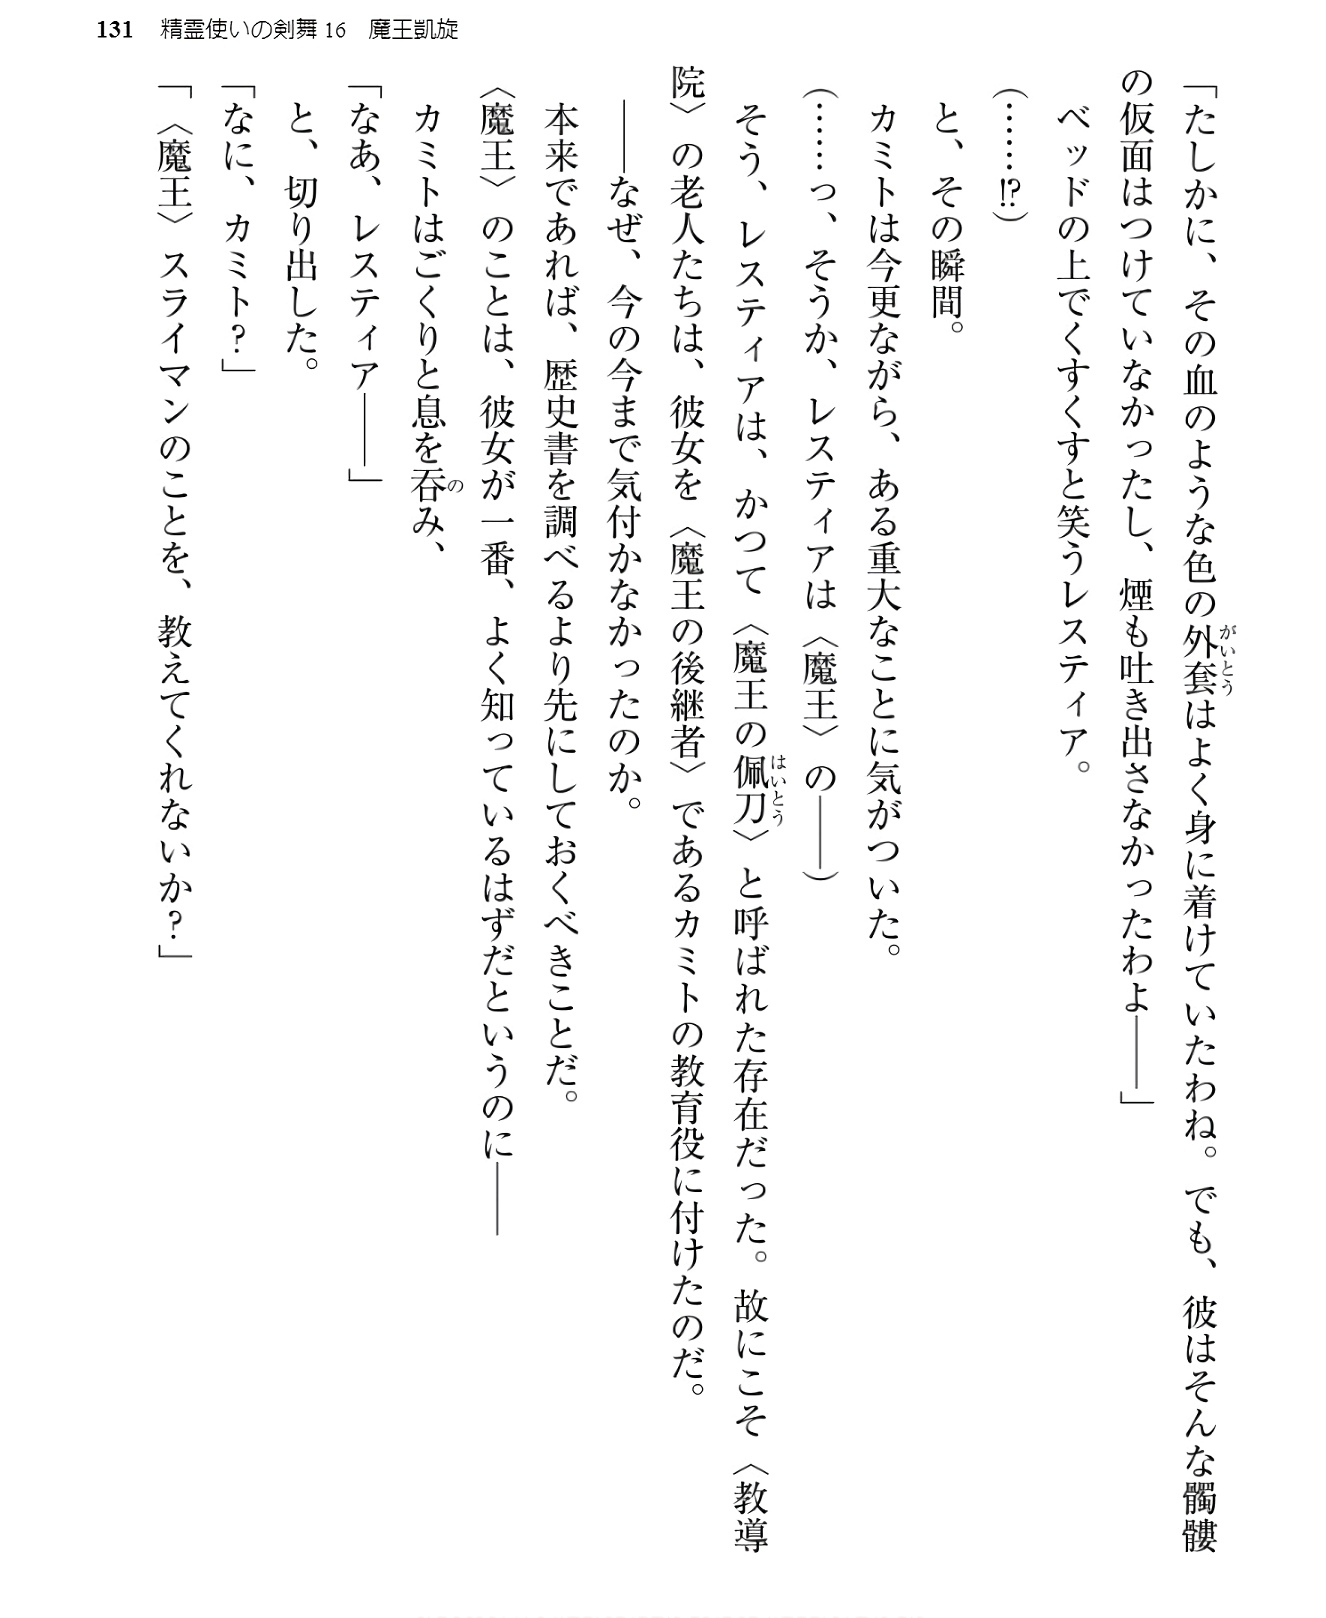 131　精霊使いの剣舞16　魔王凱旋
「たしかに、その血のような色の外套はよく身に着けていたわね。でも、彼はそんな髑髏
がいとう
の仮面はつけていなかったし、煙も吐き出さなかったわよ――」
ベッドの上でくすくすと笑うレスティア。
(……!?)
と、その瞬間。
カミトは今更ながら、ある重大なことに気がついた。
(……っ、そうか、レスティアは〈魔王〉の――)
そう、レスティアは、かつて〈魔王の佩刀〉と呼ばれた存在だった。故にこそ〈教導
はいとう
院〉の老人たちは、彼女を〈魔王の後継者〉であるカミトの教育役に付けたのだ。
――なぜ、今の今まで気付かなかったのか。
本来であれば、歴史書を調べるより先にしておくべきことだ。
〈魔王〉のことは、彼女が一番、よく知っているはずだというのに――
カミトはごくりと息を呑み、
の
「なあ、レスティア――」
と、切り出した。
「なに、カミト?」
「〈魔王〉スライマンのことを、教えてくれないか?」